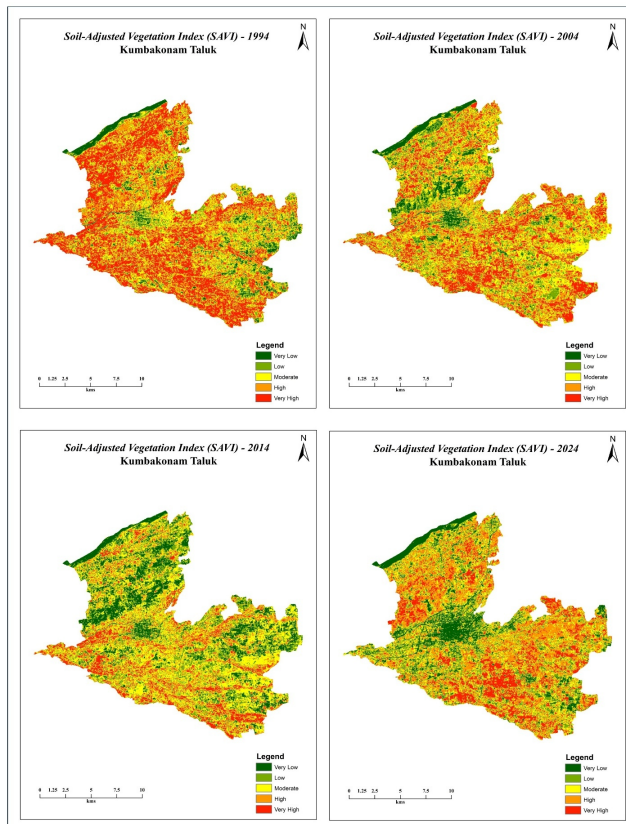 Soil-Adjusted Vegetation Index (SAVI) - 1994
Kumbakonam Taluk
N
Legend
Very Low
Low
Moderate
High
Very High
0 1.25 2.5 5 7.5 10
kms
Soil-Adjusted Vegetation Index (SAVI) - 2004
Kumbakonam Taluk
N
Legend
Very Low
Low
Moderate
High
Very High
0 1.25 2.5 5 7.5 10
kms
Soil-Adjusted Vegetation Index (SAVI) - 2014
Kumbakonam Taluk
N
Legend
Very Low
Low
Moderate
High
Very High
0 1.25 2.5 5 7.5 10
kms
Soil-Adjusted Vegetation Index (SAVI) - 2024
Kumbakonam Taluk
N
Legend
Very Low
Low
Moderate
High
Very High
0 1.25 2.5 5 7.5 10
kms